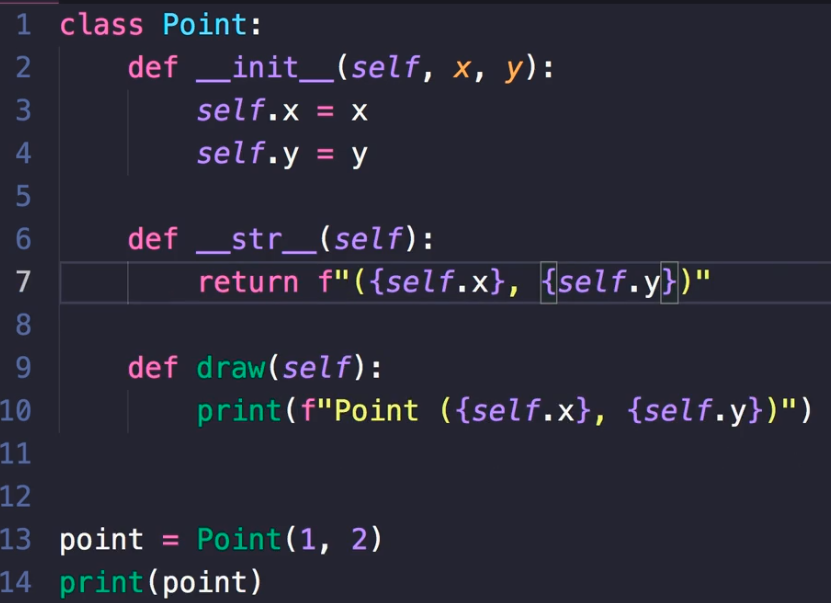 1 class Point:
2     def __init__(self, x, y):
3         self.x = x
4         self.y = y
5
6     def __str__(self):
7         return f"({self.x}, {self.y})"
8
9     def draw(self):
10         print(f"Point ({self.x}, {self.y})")
11
12
13 point = Point(1, 2)
14 print(point)